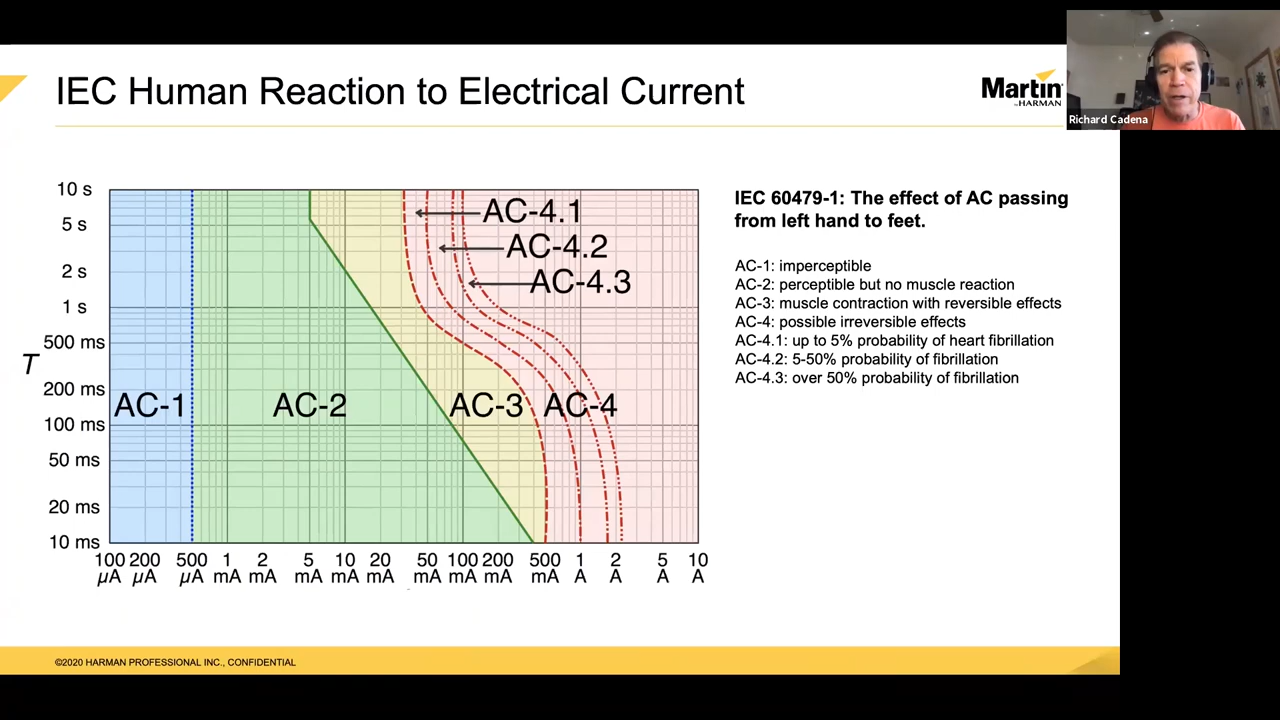 IEC Human Reaction to Electrical Current
Martin
by HARMAN
Richard Cadena
10 s
5 s
2 s
1 s
500 ms
T
200 ms
100 ms
50 ms
20 ms
10 ms
AC-4.1
AC-4.2
AC-4.3
AC-1 AC-2 AC-3 AC-4
100 200 500 1 2 5 10 20 50 100 200 500 1 2 5 10
µA µA µA mA mA mA mA mA mA mA mA mA A A A A
IEC 60479-1: The effect of AC passing
from left hand to feet.
AC-1: imperceptible
AC-2: perceptible but no muscle reaction
AC-3: muscle contraction with reversible effects
AC-4: possible irreversible effects
AC-4.1: up to 5% probability of heart fibrillation
AC-4.2: 5-50% probability of fibrillation
AC-4.3: over 50% probability of fibrillation
©2020 HARMAN PROFESSIONAL INC., CONFIDENTIAL